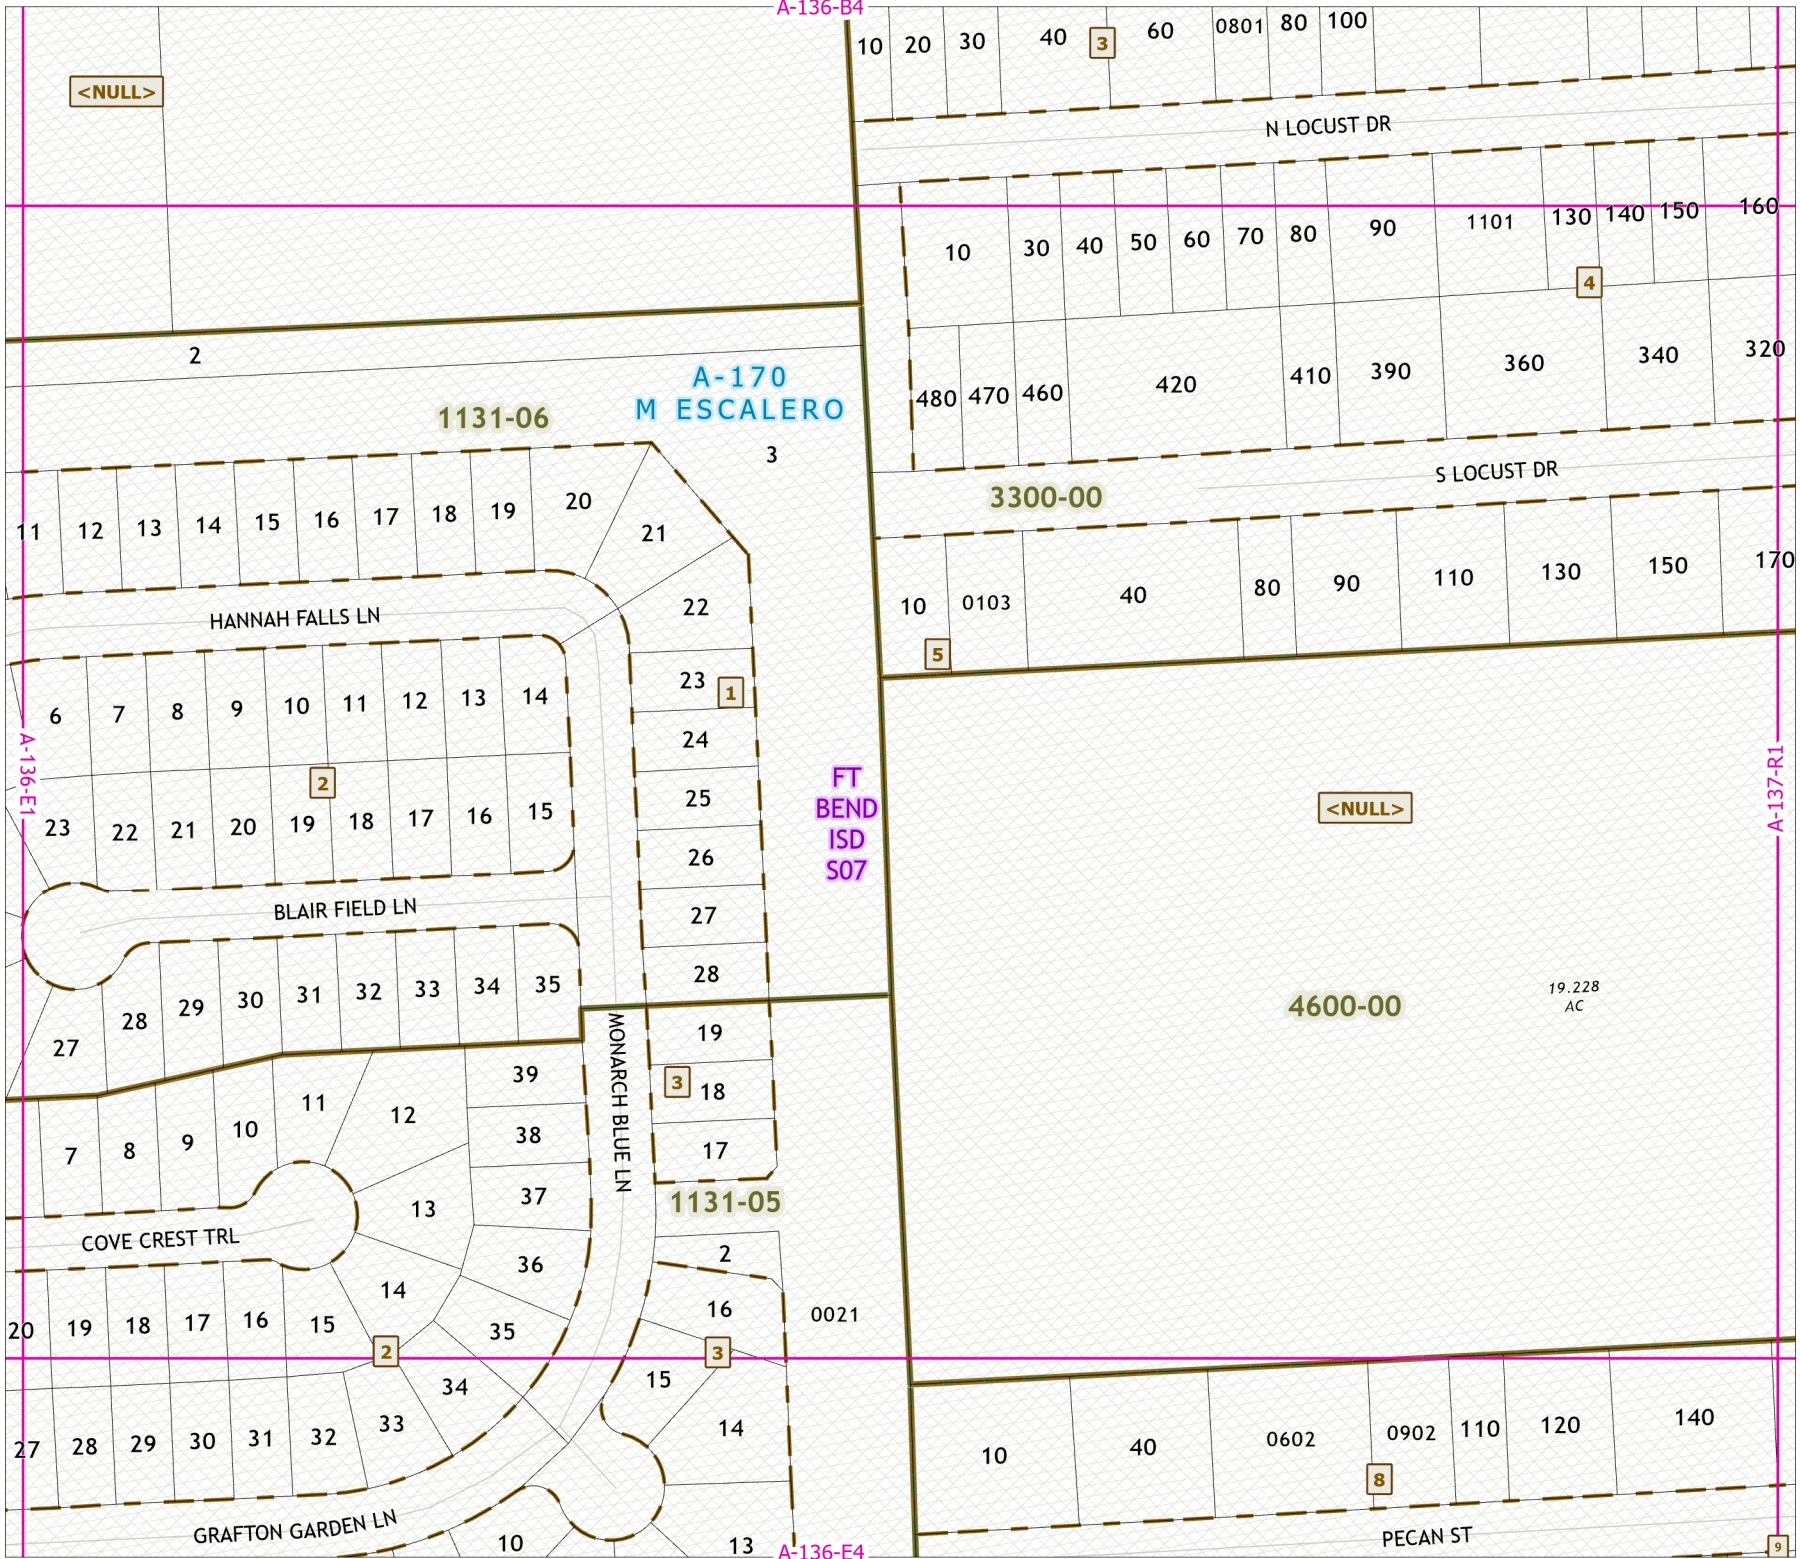 A-136-B4
10 20 30 40 3 60 0801 80 100
<NULL>
N LOCUST DR
10 30 40 50 60 70 80 90 1101 130 140 150 160
4
2
A-170
M ESCALERO
1131-06
480 470 460 420 410 390 360 340 320
3
S LOCUST DR
3300-00
11 12 13 14 15 16 17 18 19 20 21
10 0103 40 80 90 110 130 150 170
5
HANNAH FALLS LN
22
23 1
6 7 8 9 10 11 12 13 14
24
A-136-E1
2
FT
BEND
ISD
S07
<NULL>
A-137-R1
25
23 22 21 20 19 18 17 16 15
26
BLAIR FIELD LN
27
28
27 28 29 30 31 32 33 34 35
4600-00
19.228
AC
MONARCH BLUE LN
19
3 18
17
39
38
37
36
35
7 8 9 10 11 12
13
14
1131-05
COVE CREST TRL
2
16
0021
20 19 18 17 16 15
2
3
15
14
34
33
27 28 29 30 31 32
10 40 0602 0902 110 120 140
8
GRAFTON GARDEN LN
10
13
PECAN ST
9
A-136-E4